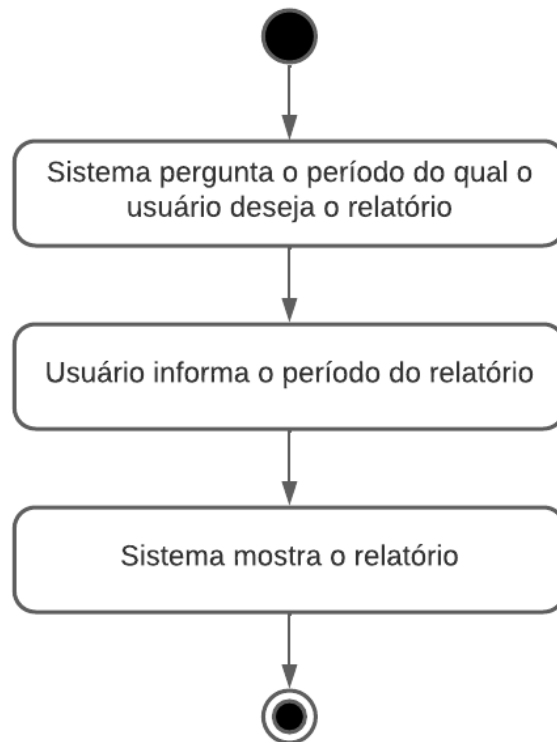 Sistema pergunta o período do qual o
usuário deseja o relatório
Usuário informa o período do relatório
Sistema mostra o relatório